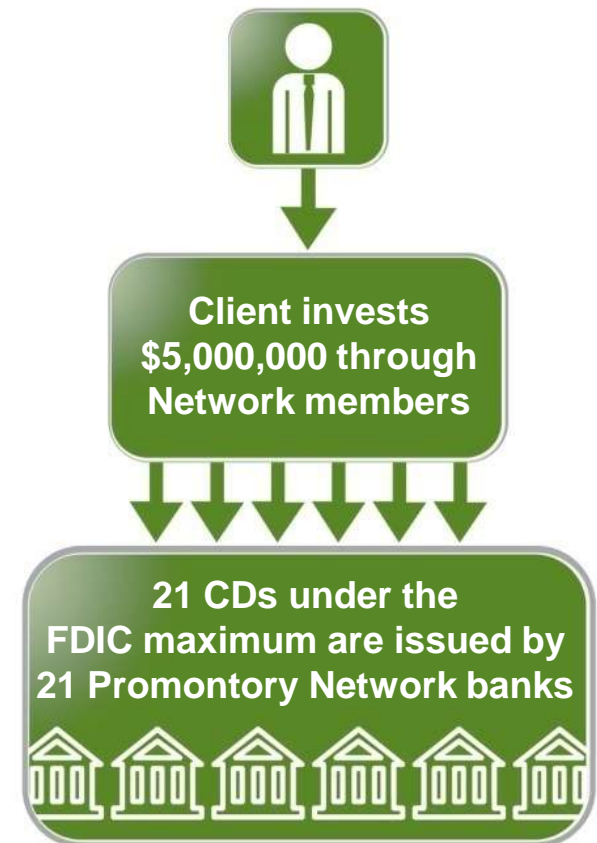 Client invests
$5,000,000 through
Network members
21 CDs under the
FDIC maximum are issued by
21 Promontory Network banks